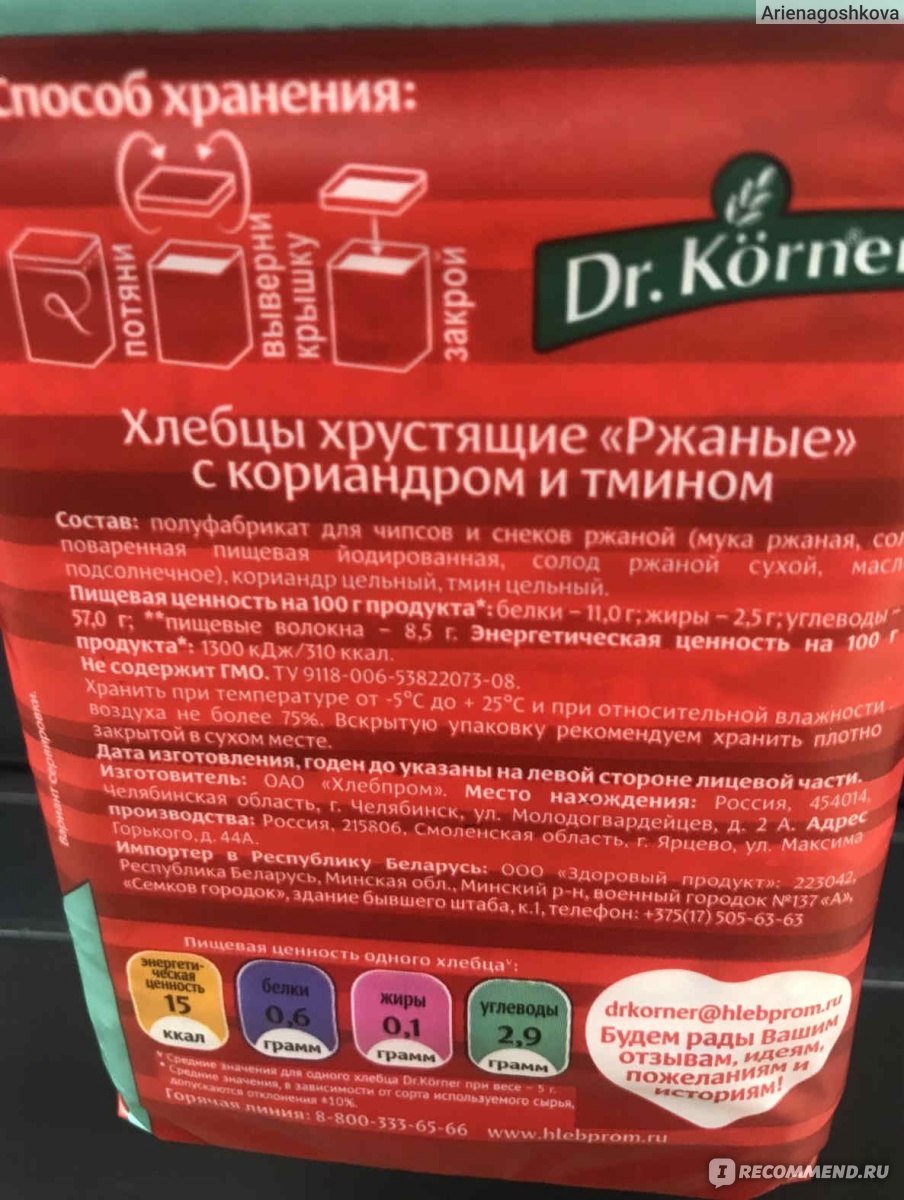 Arienagoshkova
Способ хранения:
потяни
выверни
крышку
закрой
Dr. Körner
Хлебцы хрустящие «Ржаные»
с кориандром и тмином
Состав: полуфабрикат для чипсов и снеков ржаной (мука ржаная, сол
поваренная пищевая йодированная, солод ржаной сухой, масл
подсолнечное), кориандр цельный, тмин цельный.
Пищевая ценность на 100 г продукта*: белки – 11,0 г; жиры – 2,5 г; углеводы –
57,0 г; **пищевые волокна – 8,5 г. Энергетическая ценность на 100 г
продукта*: 1300 кДж/310 ккал.
Не содержит ГМО. ТУ 9118-006-53822073-08.
Хранить при температуре от -5°С до + 25°С и при относительной влажности
воздуха не более 75%. Вскрытую упаковку рекомендуем хранить плотно
закрытой в сухом месте.
Дата изготовления, годен до указаны на левой стороне лицевой части.
Изготовитель: ОАО «Хлебпром». Место нахождения: Россия, 454014,
Челябинская область, г. Челябинск, ул. Молодогвардейцев, д. 2 А. Адрес
производства: Россия, 215806, Смоленская область, г. Ярцево, ул. Максима
Горького, д. 44А.
Импортер в Республику Беларусь: ООО «Здоровый продукт»: 223042,
Республика Беларусь, Минская обл., Минский р-н, военный городок №137 «А»,
«Семков городок», здание бывшего штаба, к.1, телефон: +375(17) 505-63-63
Вариант сервировки.
Пищевая ценность одного хлебца*:
энергети-
ческая
ценность
15
ккал
белки
0,6
грамм
жиры
0,1
грамм
углеводы
2,9
грамм
drkorner@hlebprom.ru
Будем рады Вашим
отзывам, идеям,
пожеланиям и
историям!
* Средние значения для одного хлебца Dr.Körner при весе – 5 г.
* Средние значения, в зависимости от сорта используемого сырья,
допускаются отклонения ±10%.
Горячая линия: 8-800-333-65-66 www.hlebprom.ru
IRECOMMEND.RU